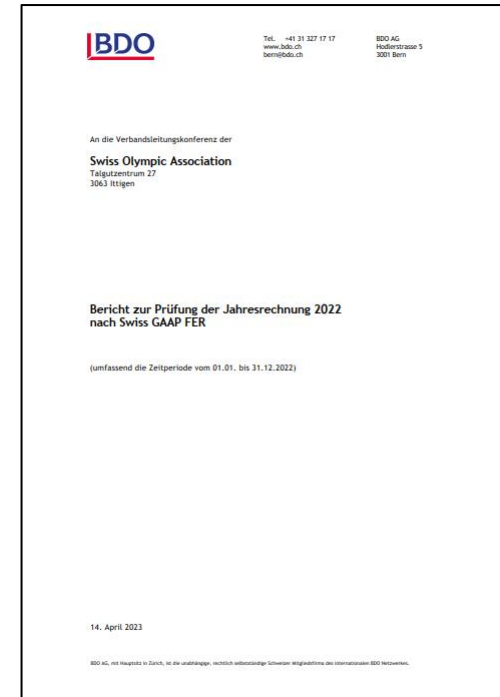 BDO
Tel. +41 31 327 17 17
www.bdo.ch
bern@bdo.ch
BDO AG
Hodlerstrasse 5
3001 Bern
An die Verbandsleitungskonferenz der
Swiss Olympic Association
Talgutzentrum 27
3063 Ittigen
Bericht zur Prüfung der Jahresrechnung 2022
nach Swiss GAAP FER
(umfassend die Zeitperiode vom 01.01. bis 31.12.2022)
14. April 2023
BDO AG, mit Hauptsitz in Zürich, ist die unabhängige, rechtlich selbstständige Schweizer Mitgliedsfirma des internationalen BDO Netzwerkes.